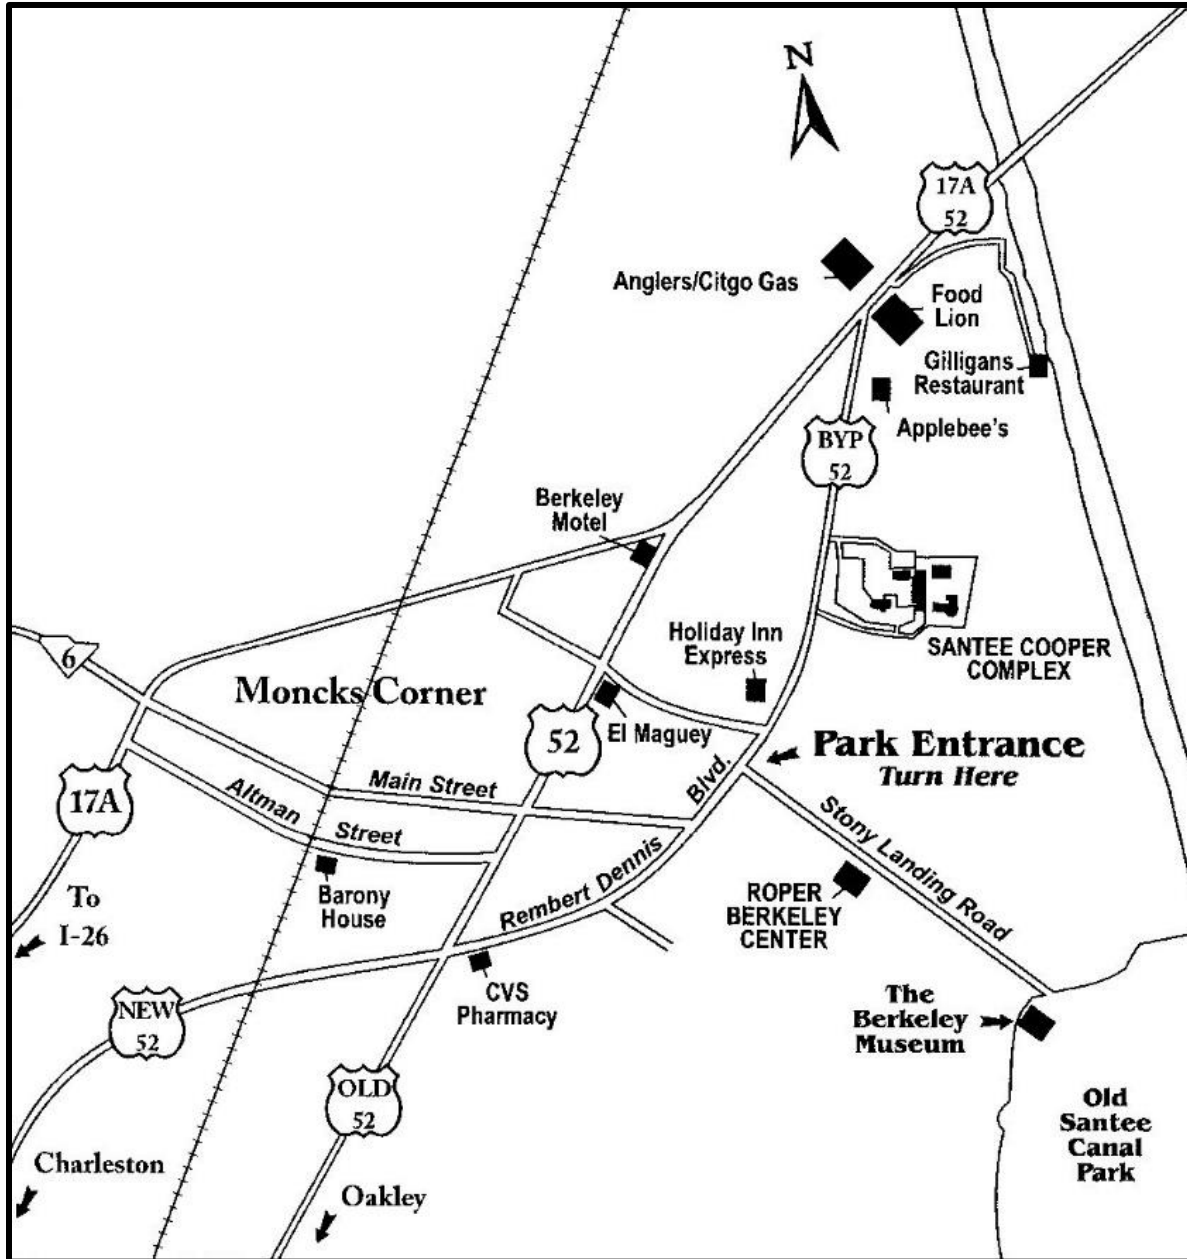 N
17A
52
Anglers/Citgo Gas
Food
Lion
Gilligans
Restaurant
Applebee's
BYP
52
Berkeley
Motel
Holiday Inn
Express
SANTEE COOPER
COMPLEX
6
Moncks Corner
52
El Maguey
Park Entrance
Turn Here
17A
Main Street
Altman Street
Blvd.
Rembert Dennis
Stony Landing Road
Barony
House
ROPER
BERKELEY
CENTER
To
I-26
CVS
Pharmacy
NEW
52
The
Berkeley
Museum
OLD
52
Old
Santee
Canal
Park
Charleston
Oakley